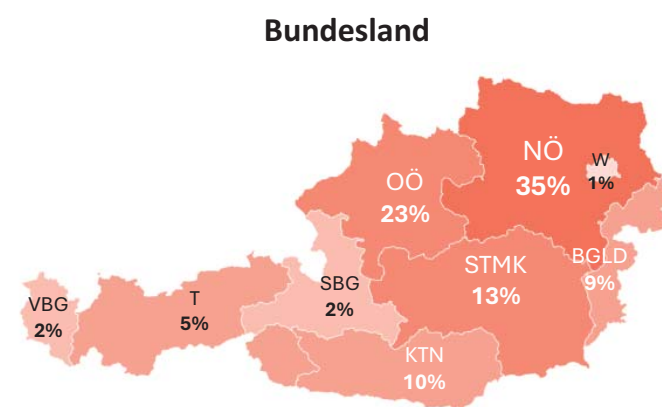 Bundesland
NÖ
35%
W
1%
OÖ
23%
STMK
13%
BGLD
9%
SBG
2%
T
5%
VBG
2%
KTN
10%